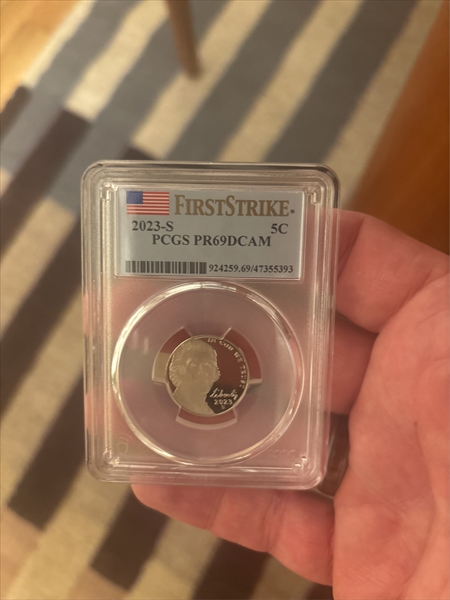 FIRSTSTRIKE®
2023-S 5C
PCGS PR69DCAM
924259.69/47355393
IN GOD WE TRUST
Liberty
2023
S